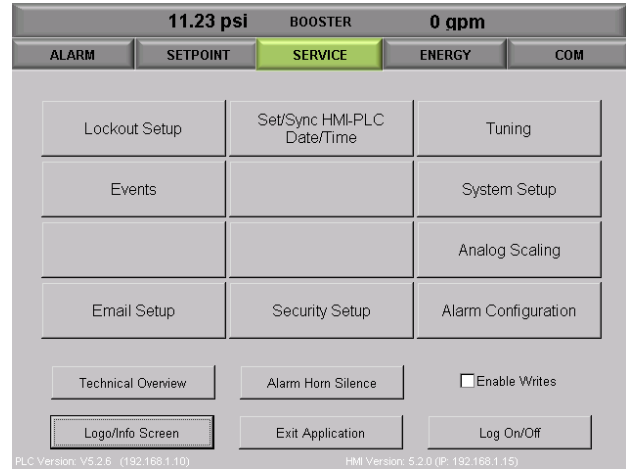 11.23 psi BOOSTER 0 gpm
ALARM SETPOINT SERVICE ENERGY COM
Lockout Setup Set/Sync HMI-PLC Date/Time Tuning
Events System Setup
Analog Scaling
Email Setup Security Setup Alarm Configuration
Technical Overview Alarm Horn Silence Enable Writes
Logo/Info Screen Exit Application Log On/Off
PLC Version: V5.2.6 (192.168.1.10) HMI Version: 5.2.0 (IP: 192.168.1.15)